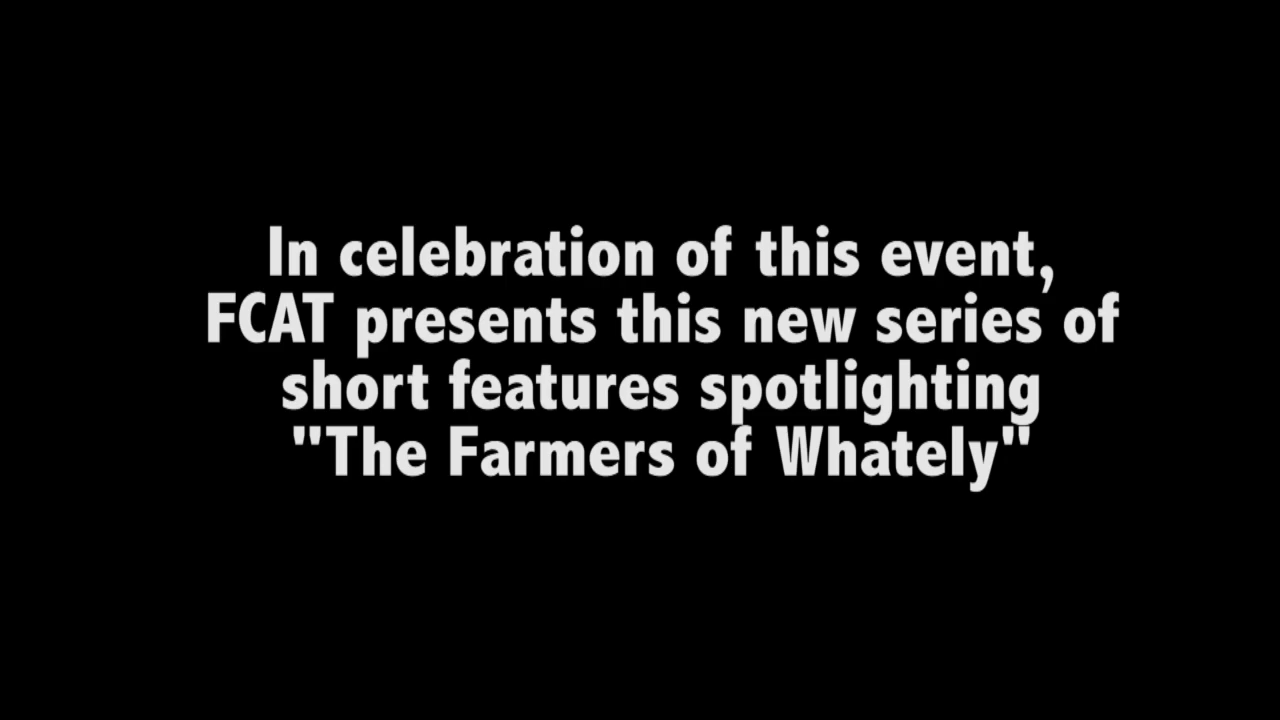 In celebration of this event,
FCAT presents this new series of
short features spotlighting
"The Farmers of Whately"